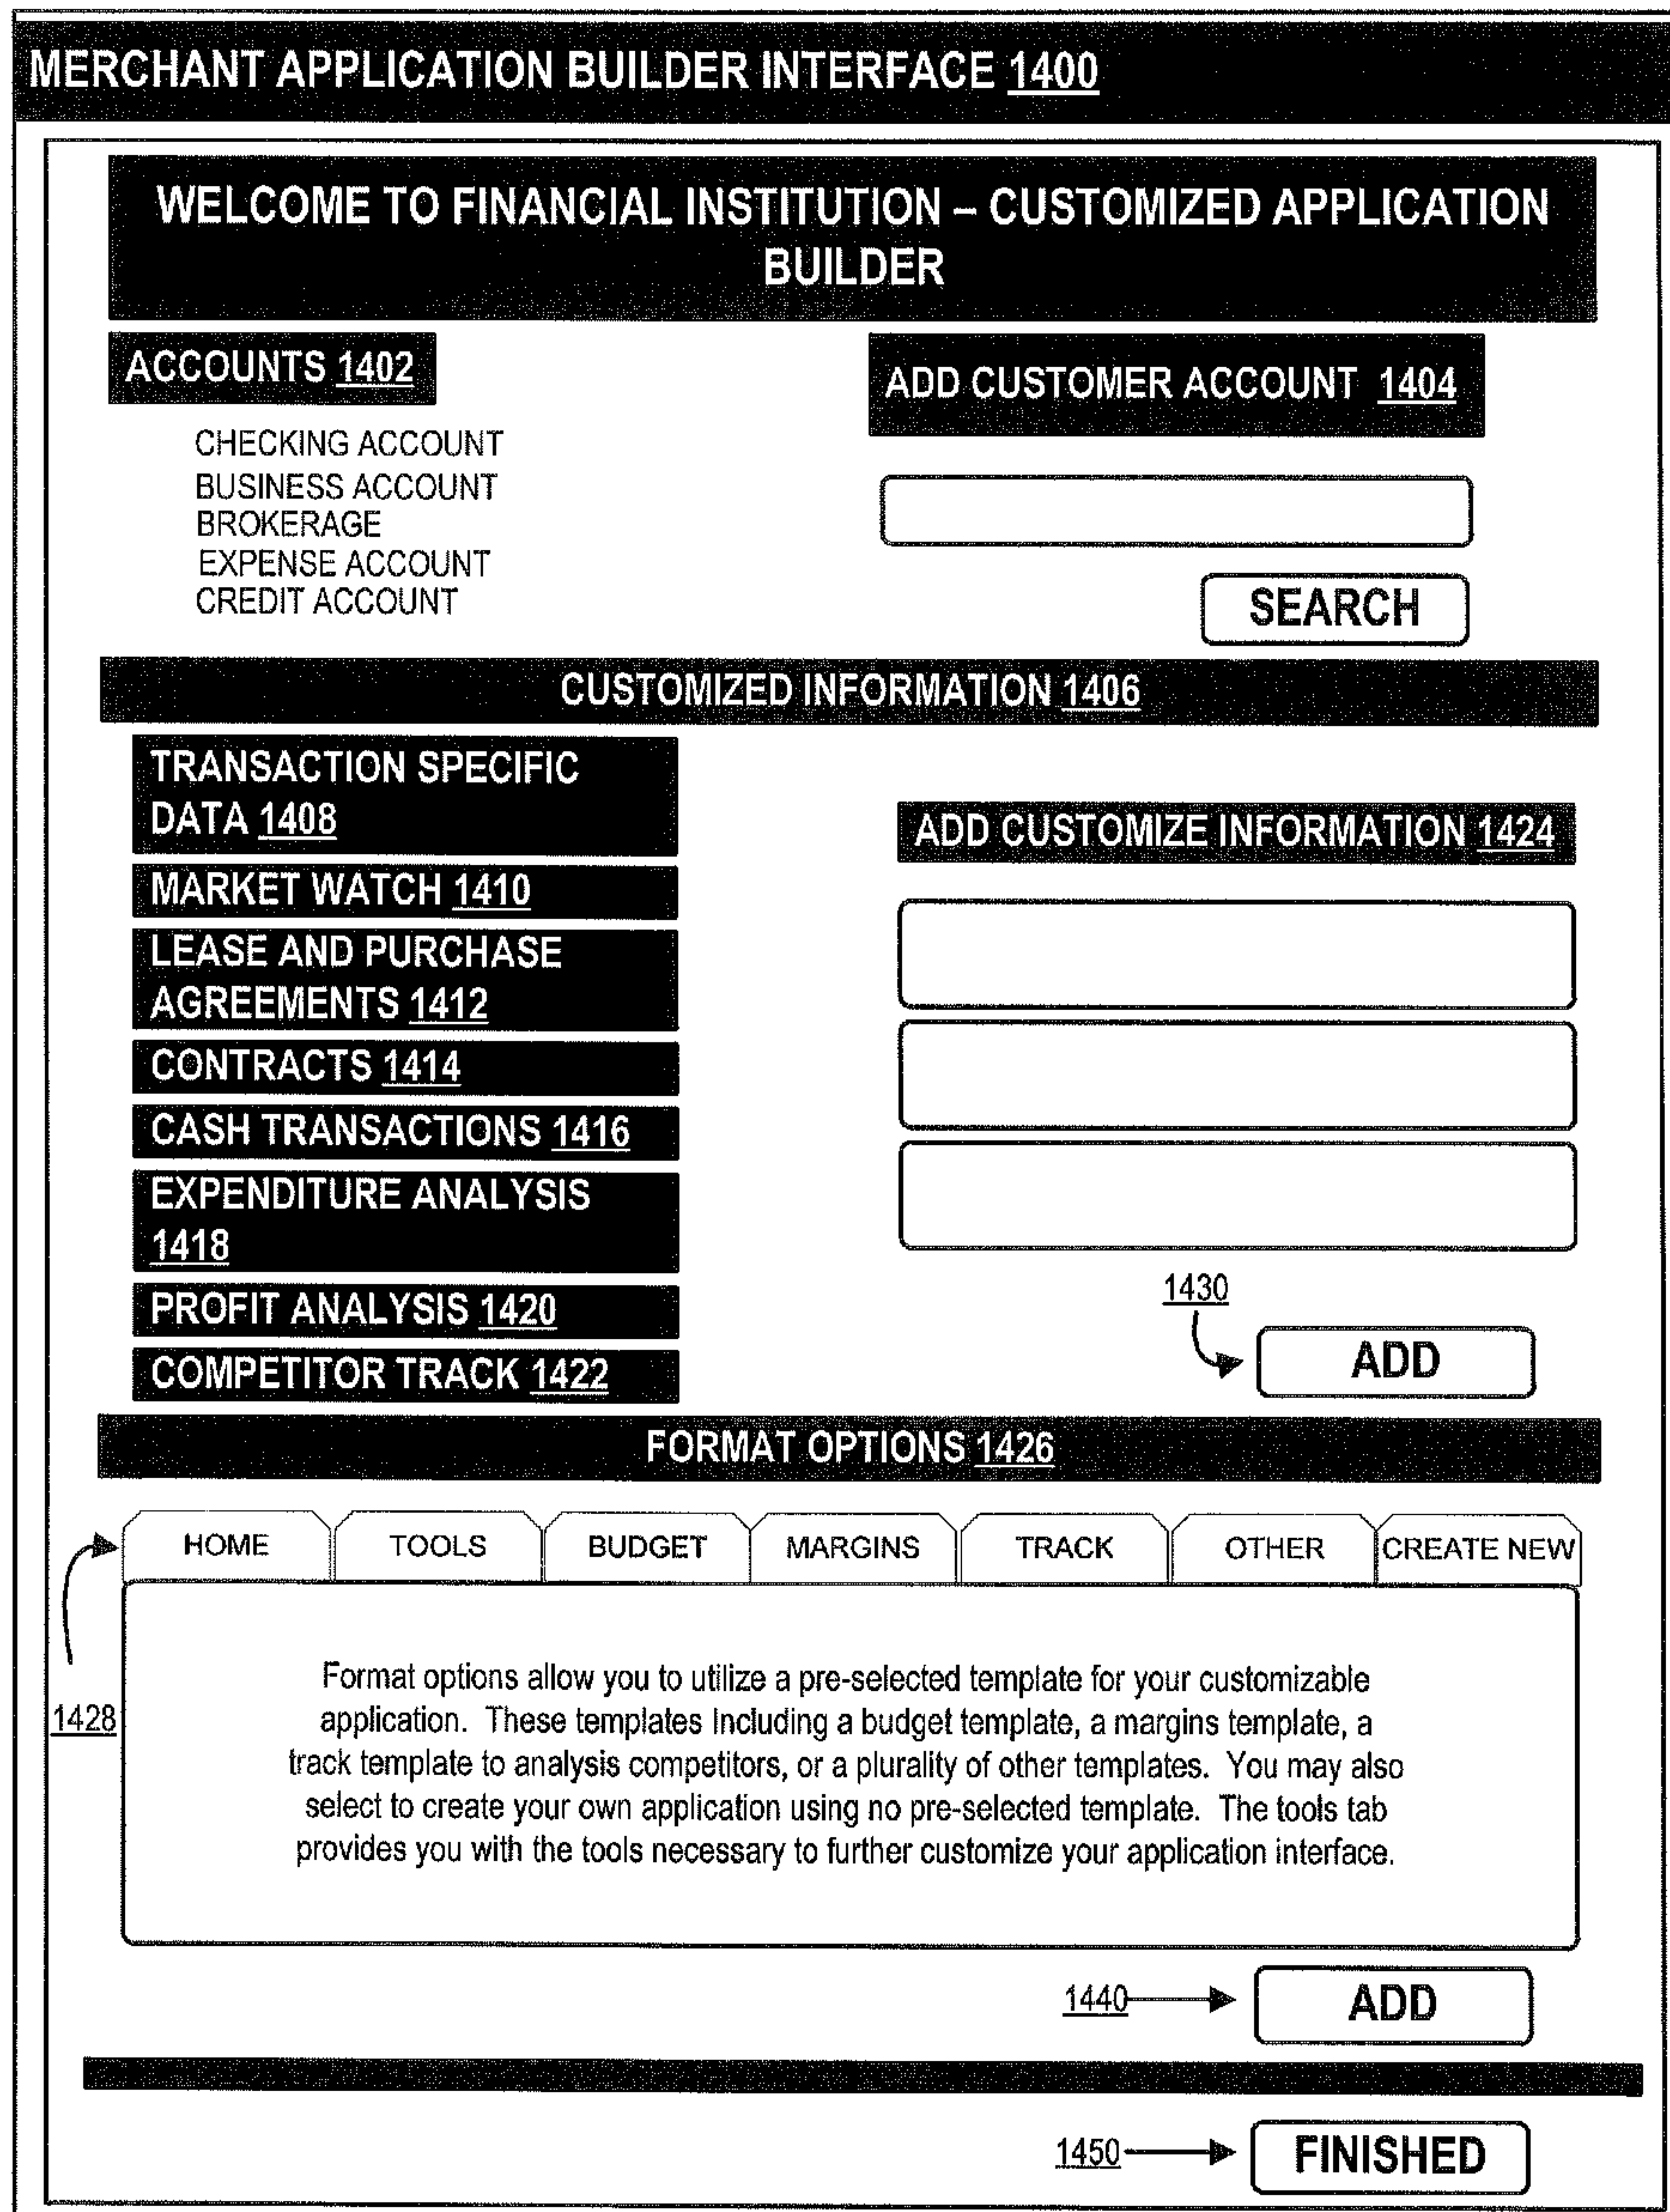 MERCHANT APPLICATION BUILDER INTERFACE 1400
WELCOME TO FINANCIAL INSTITUTION – CUSTOMIZED APPLICATION
BUILDER
ACCOUNTS 1402
CHECKING ACCOUNT
BUSINESS ACCOUNT
BROKERAGE
EXPENSE ACCOUNT
CREDIT ACCOUNT
ADD CUSTOMER ACCOUNT 1404
SEARCH
CUSTOMIZED INFORMATION 1406
TRANSACTION SPECIFIC
DATA 1408
MARKET WATCH 1410
LEASE AND PURCHASE
AGREEMENTS 1412
CONTRACTS 1414
CASH TRANSACTIONS 1416
EXPENDITURE ANALYSIS
1418
PROFIT ANALYSIS 1420
COMPETITOR TRACK 1422
ADD CUSTOMIZE INFORMATION 1424
1430
ADD
FORMAT OPTIONS 1426
HOME
TOOLS
BUDGET
MARGINS
TRACK
OTHER
CREATE NEW
1428
Format options allow you to utilize a pre-selected template for your customizable
application. These templates Including a budget template, a margins template, a
track template to analysis competitors, or a plurality of other templates. You may also
select to create your own application using no pre-selected template. The tools tab
provides you with the tools necessary to further customize your application interface.
1440
ADD
1450
FINISHED